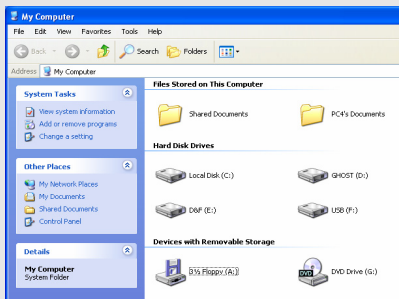 My Computer
File Edit View Favorites Tools Help
Back Search Folders
Address My Computer
System Tasks
View system information
Add or remove programs
Change a setting
Other Places
My Network Places
My Documents
Shared Documents
Control Panel
Details
My Computer
System Folder
Files Stored on This Computer
Shared Documents PC4's Documents
Hard Disk Drives
Local Disk (C:) GHOST (D:)
D&F (E:) USB (F:)
Devices with Removable Storage
3½ Floppy (A:) DVD Drive (G:)
DVD